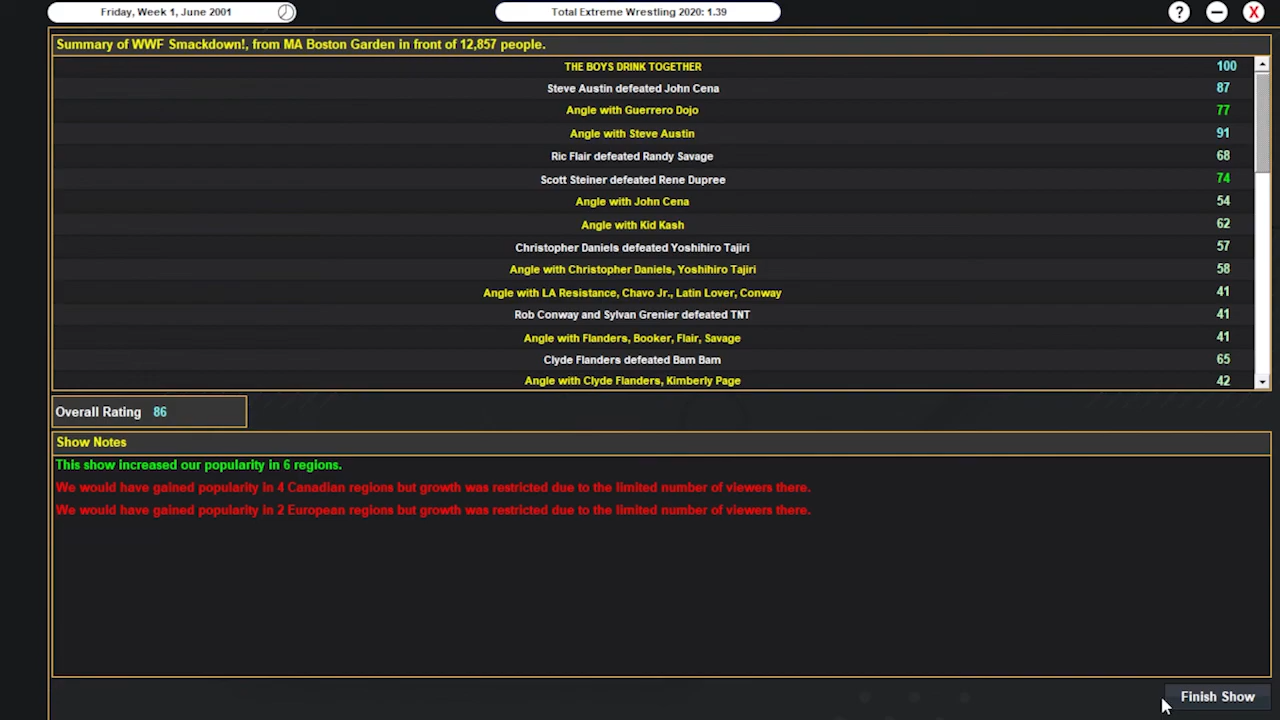 Friday, Week 1, June 2001
Total Extreme Wrestling 2020: 1.39
?
X
Summary of WWF Smackdown!, from MA Boston Garden in front of 12,857 people.
THE BOYS DRINK TOGETHER 100
Steve Austin defeated John Cena 87
Angle with Guerrero Dojo 77
Angle with Steve Austin 91
Ric Flair defeated Randy Savage 68
Scott Steiner defeated Rene Dupree 74
Angle with John Cena 54
Angle with Kid Kash 62
Christopher Daniels defeated Yoshihiro Tajiri 57
Angle with Christopher Daniels, Yoshihiro Tajiri 58
Angle with LA Resistance, Chavo Jr., Latin Lover, Conway 41
Rob Conway and Sylvan Grenier defeated TNT 41
Angle with Flanders, Booker, Flair, Savage 41
Clyde Flanders defeated Bam Bam 65
Angle with Clyde Flanders, Kimberly Page 42
Overall Rating 86
Show Notes
This show increased our popularity in 6 regions.
We would have gained popularity in 4 Canadian regions but growth was restricted due to the limited number of viewers there.
We would have gained popularity in 2 European regions but growth was restricted due to the limited number of viewers there.
Finish Show